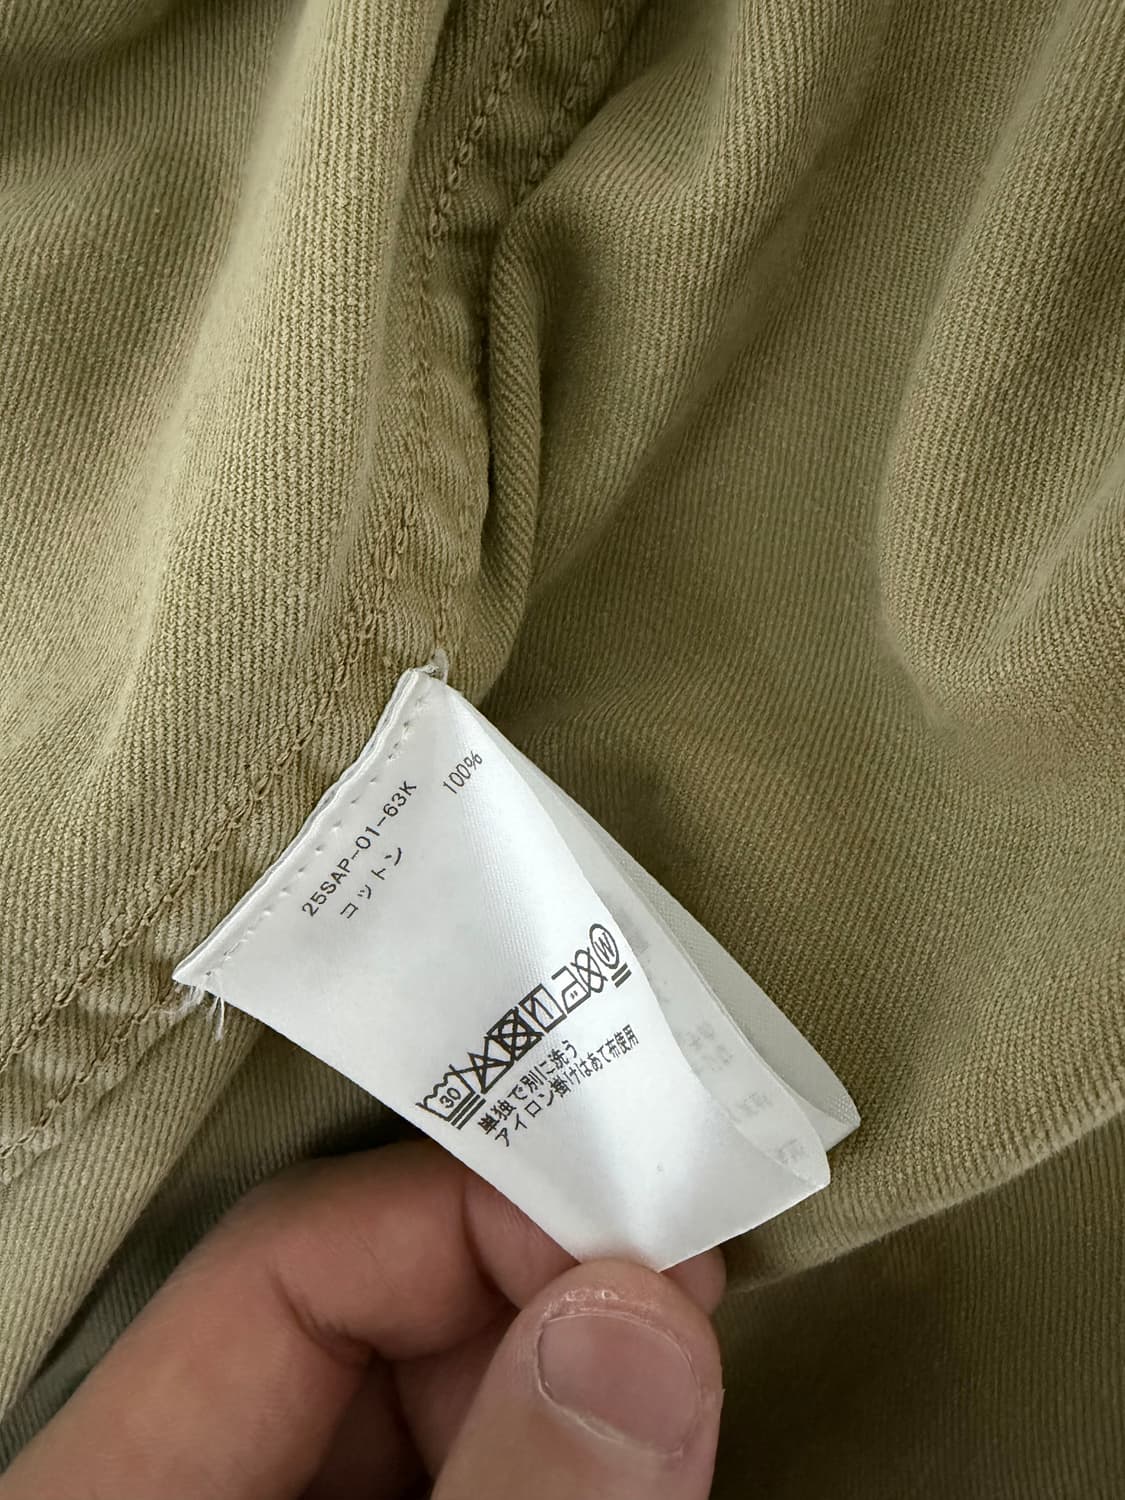 25SAP-01-63K
コットン 100%
30
W
単独で別に洗う
アイロン掛けはあて布使用